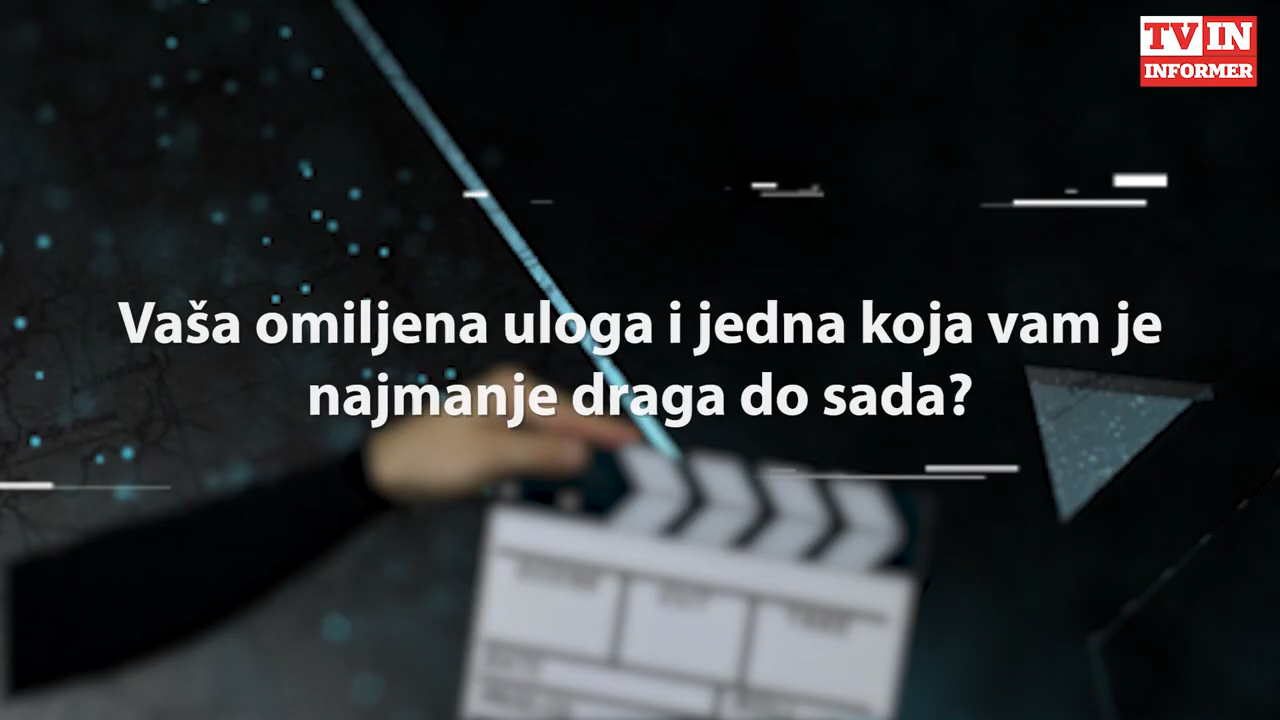 TV IN
INFORMER
Vaša omiljena uloga i jedna koja vam je
najmanje draga do sada?